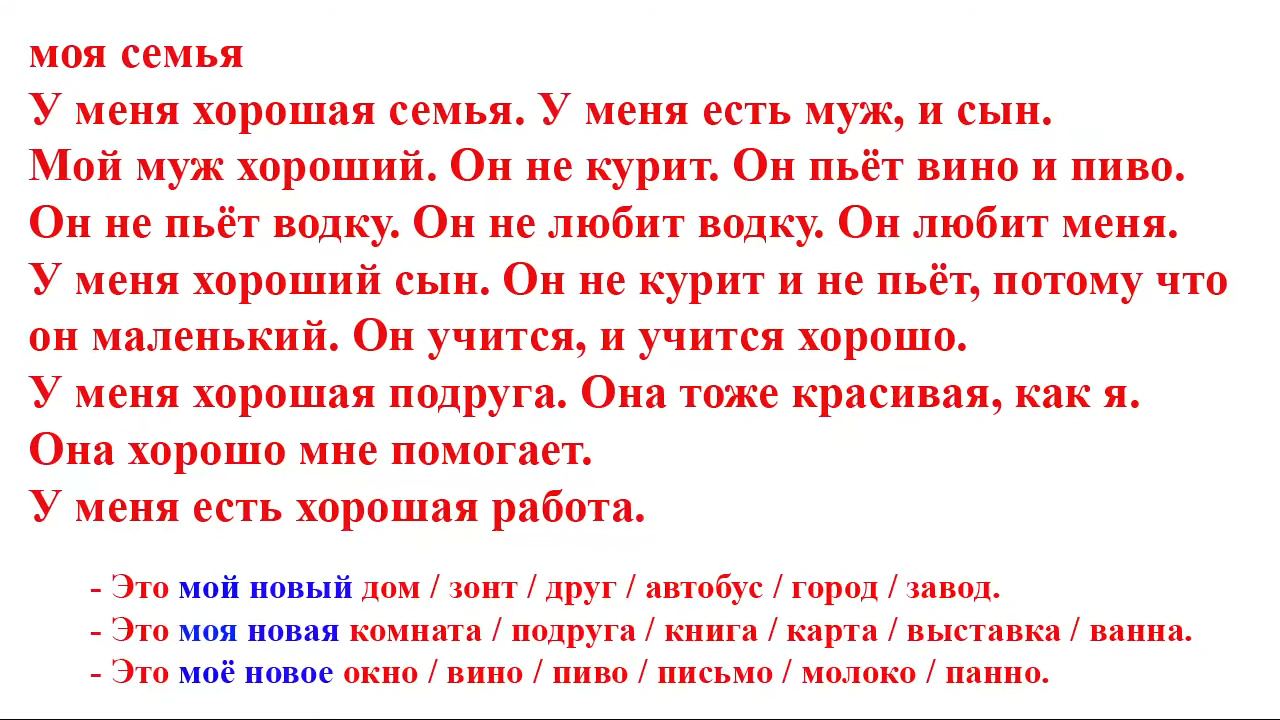 моя семья
У меня хорошая семья. У меня есть муж, и сын.
Мой муж хороший. Он не курит. Он пьёт вино и пиво.
Он не пьёт водку. Он не любит водку. Он любит меня.
У меня хороший сын. Он не курит и не пьёт, потому что
он маленький. Он учится, и учится хорошо.
У меня хорошая подруга. Она тоже красивая, как я.
Она хорошо мне помогает.
У меня есть хорошая работа.
- Это мой новый дом / зонт / друг / автобус / город / завод.
- Это моя новая комната / подруга / книга / карта / выставка / ванна.
- Это моё новое окно / вино / пиво / письмо / молоко / панно.